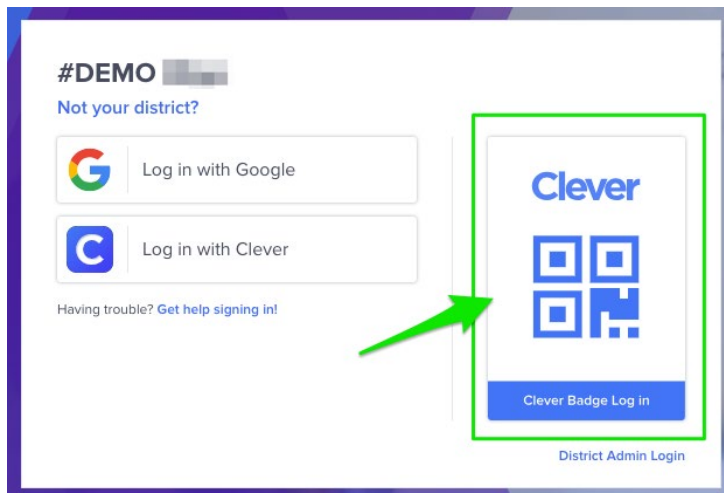 #DEMO
Not your district?
Log in with Google
Log in with Clever
Having trouble? Get help signing in!
Clever
Clever Badge Log in
District Admin Login